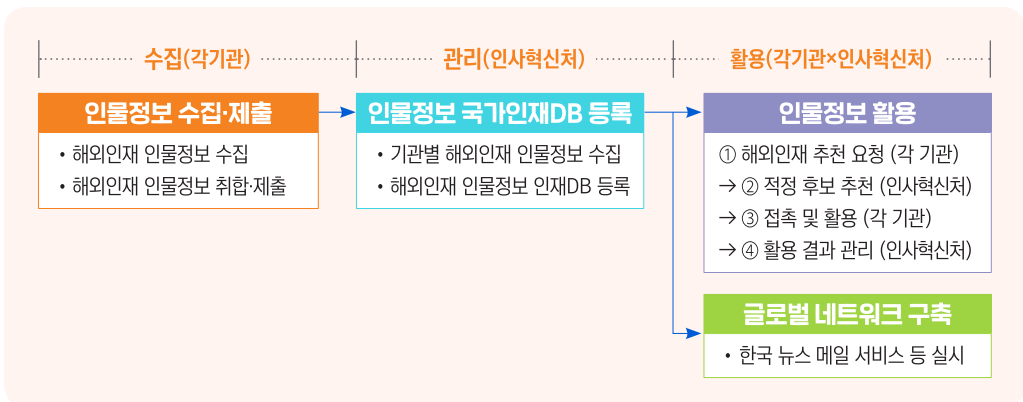 수집(각기관)
관리(인사혁신처)
활용(각기관×인사혁신처)
인물정보 수집·제출
• 해외인재 인물정보 수집
• 해외인재 인물정보 취합·제출
인물정보 국가인재DB 등록
• 기관별 해외인재 인물정보 수집
• 해외인재 인물정보 인재DB 등록
인물정보 활용
① 해외인재 추천 요청 (각 기관)
→ ② 적정 후보 추천 (인사혁신처)
→ ③ 접촉 및 활용 (각 기관)
→ ④ 활용 결과 관리 (인사혁신처)
글로벌 네트워크 구축
• 한국 뉴스 메일 서비스 등 실시